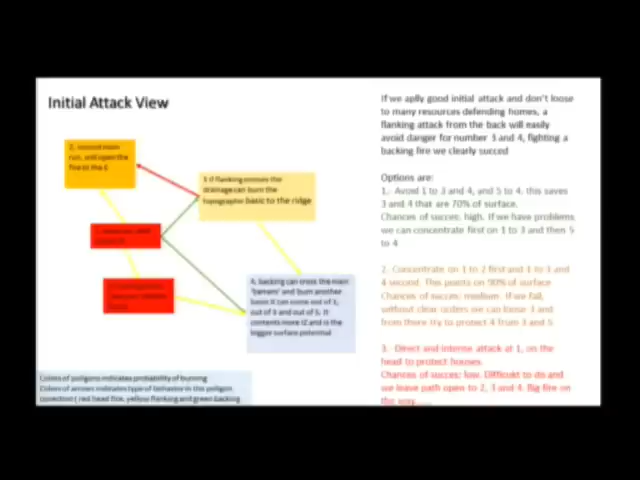 Initial Attack View
2, second main
run, will open the
fire to the E
3 if flanking crosses the
drainage can burn the
topographic basic to the ridge
4, backing can cross the main
and burn another
basin it can come out of 1,
out of 3 and out of 5. It
contents more IZ and is the
bigger surface potential
Colors of poligons indicates probability of burning
Colors of arrows indicates type of behavior in this poligon
conection ( red head fire, yellow flanking and green backing
If we aplly good initial attack and don't loose
to many resources defending homes, a
flanking attack from the back will easily
avoid danger for number 3 and 4, fighting a
backing fire we clearly succed
Options are:
1. Avoid 1 to 3 and 4, and 5 to 4, this saves
3 and 4 that are 70% of surface.
Chances of succes: high. If we have problems
we can concentrate first on 1 to 3 and then 5
to 4
2. Concentrate on 1 to 2 first and 1 to 3 and
4 second. This points on 90% of surface
Chances of succes: medium. If we fail,
without clear orders we can loose 3 and
from there try to protect 4 from 3 and 5
3. Direct and intense attack at 1, on the
head to protect houses.
Chances of succes: low. Difficult to do and
we leave path open to 2, 3 and 4. Big fire on
the way.....